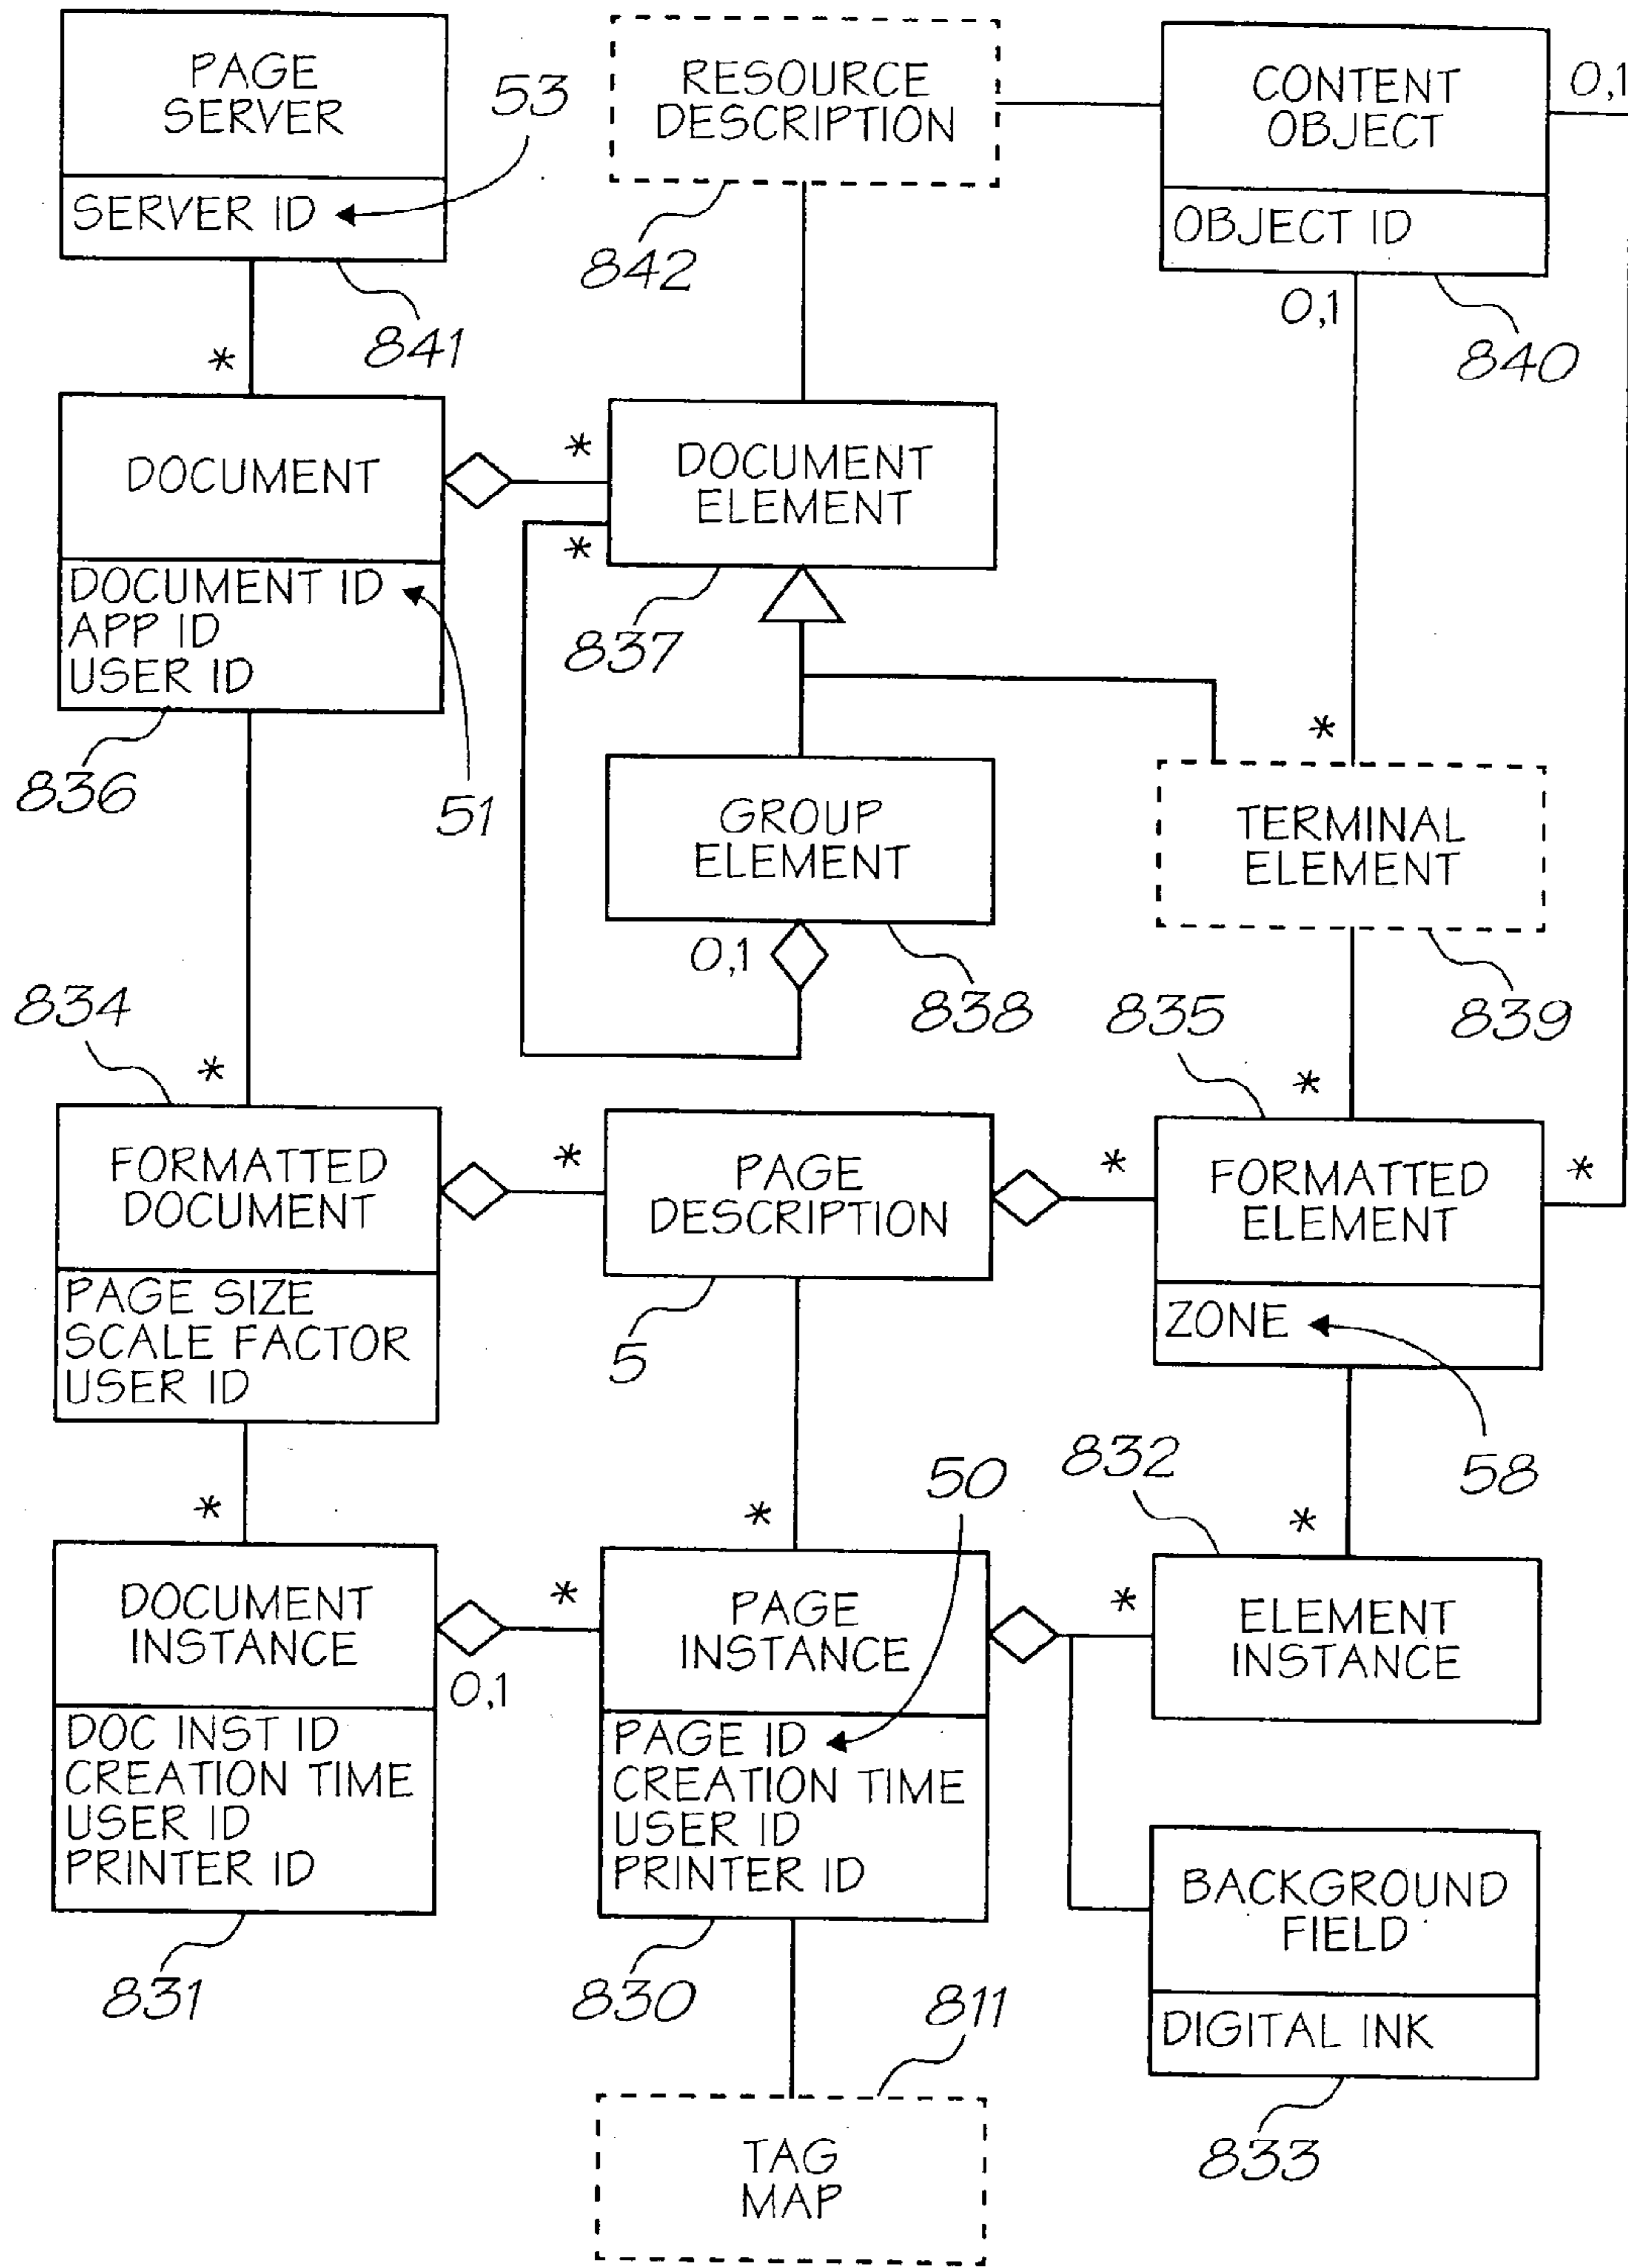 PAGE
SERVER
SERVER ID
53
841
*
RESOURCE
DESCRIPTION
842
CONTENT
OBJECT
OBJECT ID
0,1
0,1
840
DOCUMENT
DOCUMENT ID
APP ID
USER ID
836
51
*
*
DOCUMENT
ELEMENT
837
GROUP
ELEMENT
0,1
838
*
TERMINAL
ELEMENT
839
834
*
FORMATTED
DOCUMENT
PAGE SIZE
SCALE FACTOR
USER ID
*
PAGE
DESCRIPTION
5
835
*
*
*
FORMATTED
ELEMENT
ZONE
58
*
DOCUMENT
INSTANCE
DOC INST ID
CREATION TIME
USER ID
PRINTER ID
831
0,1
*
*
50
PAGE
INSTANCE
PAGE ID
CREATION TIME
USER ID
PRINTER ID
830
832
*
*
ELEMENT
INSTANCE
BACKGROUND
FIELD
DIGITAL INK
833
811
TAG
MAP